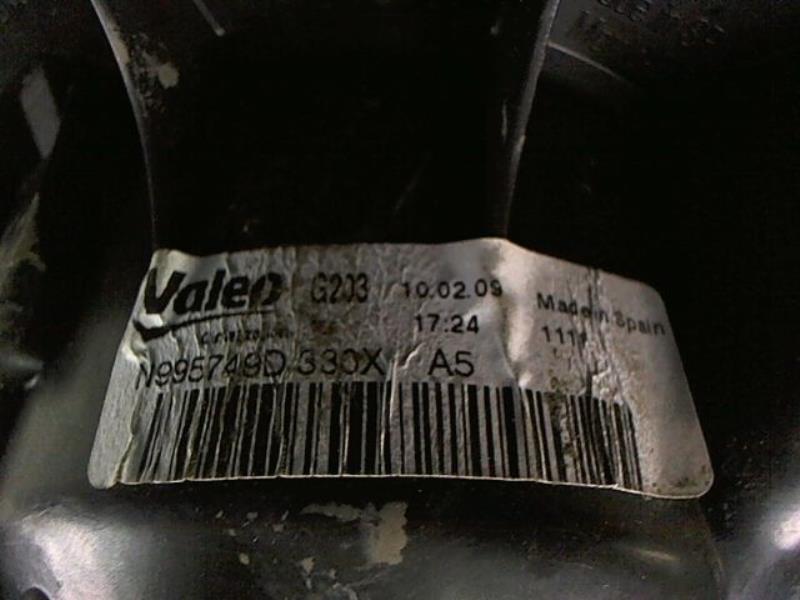 Valeo G203 10.02.09 Made in Spain
17:24
N995749D 330X A5